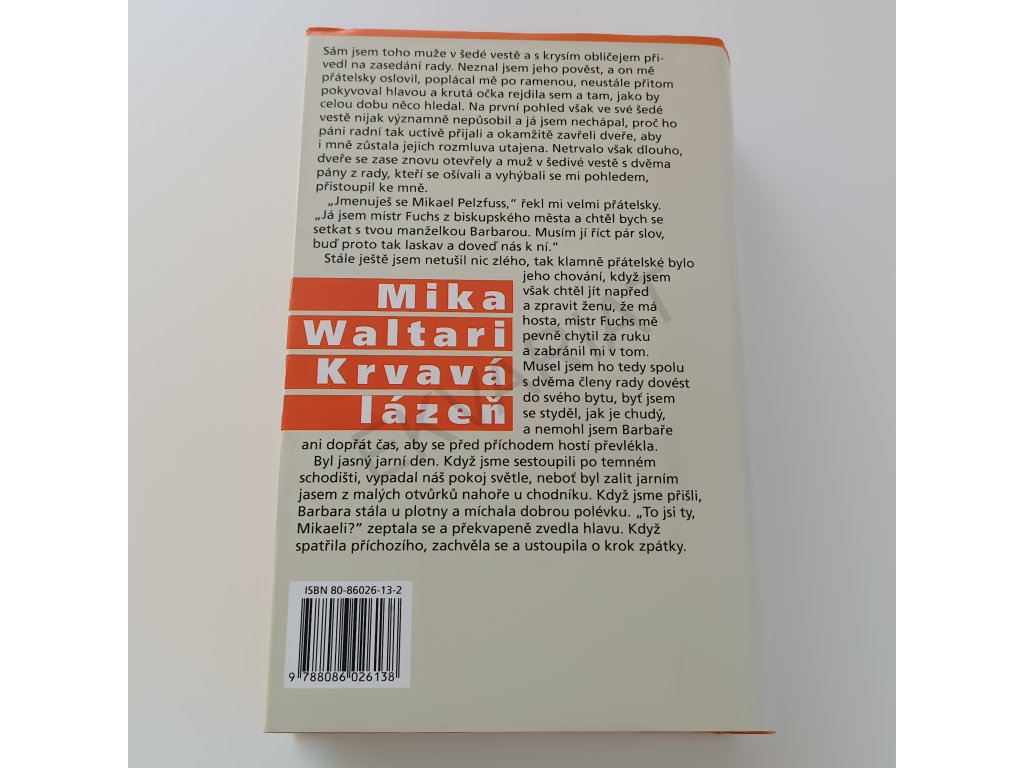 Sám jsem toho muže v šedé vestě a s krysím obličejem při-
vedl na zasedání rady. Neznal jsem jeho pověst, a on mě
přátelsky oslovil, poplácal mě po ramenou, neustále přitom
pokyvoval hlavou a krutá očka rejdila sem a tam, jako by
celou dobu něco hledal. Na první pohled však ve své šedé
vestě nijak významně nepůsobil a já jsem nechápal, proč ho
páni radní tak uctivě přijali a okamžitě zavřeli dveře, aby
i mně zůstala jejich rozmluva utajena. Netrvalo však dlouho,
dveře se zase znovu otevřely a muž v šedivé vestě s dvěma
pány z rady, kteří se ošívali a vyhýbali se mi pohledem,
přistoupil ke mně.
„Jmenuješ se Mikael Pelzfuss,“ řekl mi velmi přátelsky.
„Já jsem mistr Fuchs z biskupského města a chtěl bych se
setkat s tvou manželkou Barbarou. Musím jí říct pár slov,
buď proto tak laskav a doveď nás k ní.“
Stále ještě jsem netušil nic zlého, tak klamně přátelské bylo
jeho chování, když jsem
však chtěl jít napřed
a zpravit ženu, že má
hosta, mistr Fuchs mě
pevně chytil za ruku
a zabránil mi v tom.
Musel jsem ho tedy spolu
s dvěma členy rady dovést
do svého bytu, byť jsem
se styděl, jak je chudý,
a nemohl jsem Barbaře
ani dopřát čas, aby se před příchodem hostí převlékla.
Byl jasný jarní den. Když jsme sestoupili po temném
schodišti, vypadal náš pokoj světle, neboť byl zalit jarním
jasem z malých otvůrků nahoře u chodníku. Když jsme přišli,
Barbara stála u plotny a míchala dobrou polévku. „To jsi ty,
Mikaeli?“ zeptala se a překvapeně zvedla hlavu. Když
spatřila příchozího, zachvěla se a ustoupila o krok zpátky.
Mika
Waltari
Krvavá
lázeň
ISBN 80-86026-13-2
9 788086 026138